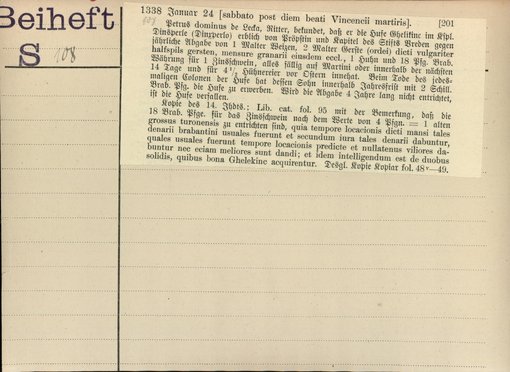 Beiheft
S 108
1338 Januar 24 [sabbato post diem beati Vincencii martiris]. [201
Petrus dominus de Lecka, Ritter, bekundet, daß er die Hufe Ghelekinc im Kspl.
Dinsperle (Dinxperlo) erblich von Pröpstin und Kapitel des Stifts Vreden gegen
jährliche Abgabe von 1 Malter Weizen, 2 Malter Gerste (ordei) dicti vulgariter
halfspils gersten, mensure granarii eiusdem eccl., 1 Huhn und 18 Pfg. Brab.
Währung für 1 Zinsschwein, alles fällig auf Martini oder innerhalb der nächsten
14 Tage und für 4 1/2 Hühnereier vor Ostern innehat. Beim Tode des jedes-
maligen Colonen der Hufe hat dessen Sohn innerhalb Jahresfrist mit 2 Schill.
Brab. Pfg. die Hufe zu erwerben. Wird die Abgabe 4 Jahre lang nicht entrichtet,
ist die Hufe verfallen.
Kopie des 14. Jhdts.: Lib. cat. fol. 95 mit der Bemerkung, daß die
18 Brab. Pfge. für das Zinsschwein nach dem Werte von 4 Pfgn. = 1 alten
grossus turonensis zu entrichten sind, quia tempore locacionis dicti mansi tales
denarii brabantini usuales fuerunt et secundum iura tales denarii dabuntur,
quales usuales fuerunt tempore locacionis predicte et nullatenus viliores da-
buntur nec eciam meliores sunt dandi; et idem intelligendum est de duobus
solidis, quibus bona Ghelekine acquirentur. Desgl. Kopie Kopiar fol. 48v—49.